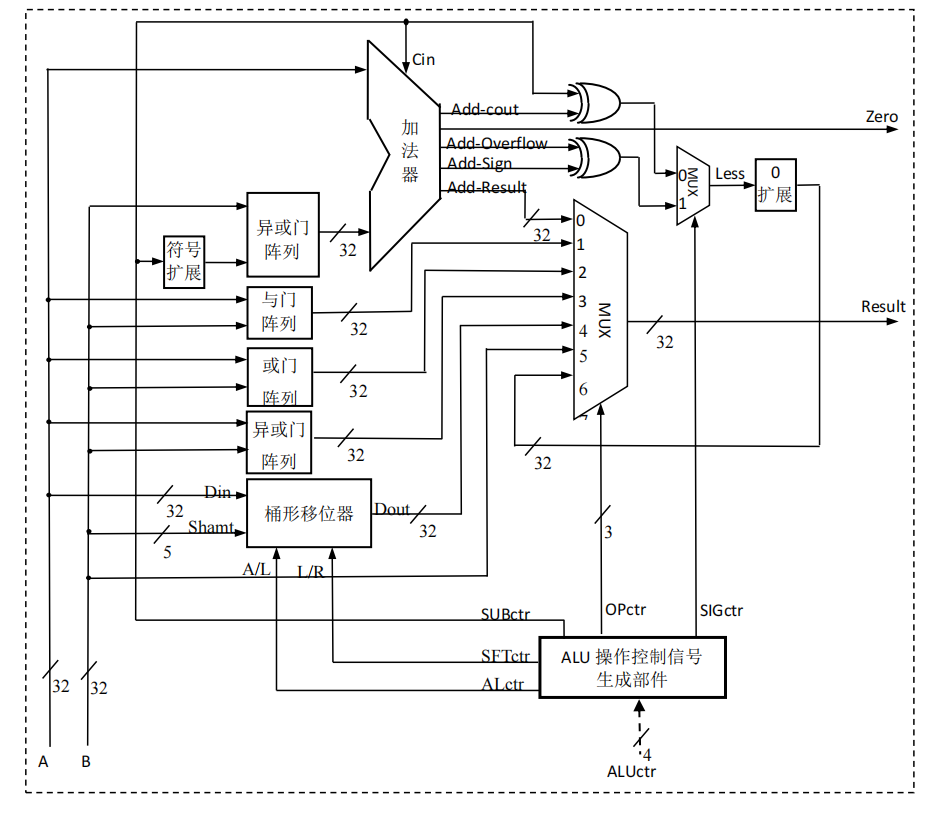 Cin
Add-cout
Zero
加
法
器
Add-Overflow
Add-Sign
Add-Result
0
MUX
1
Less
0
扩展
32
异或门
阵列
32
符号
扩展
0
1
2
3
4
5
6
7
MUX
与门
阵列
32
或门
阵列
32
异或门
阵列
32
Result
32
32
Din
32
桶形移位器
Dout
32
Shamt
5
3
A/L
L/R
SUBctr
OPctr
SIGctr
SFTctr
ALctr
ALU 操作控制信号
生成部件
32
32
4
A
B
ALUctr